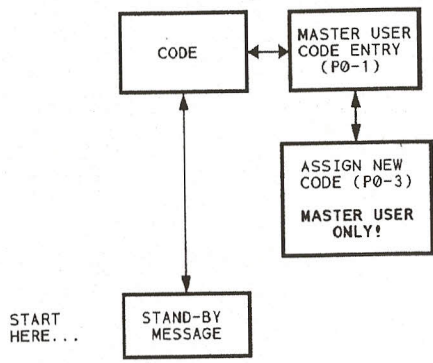 CODE
MASTER USER
CODE ENTRY
(P0-1)
ASSIGN NEW
CODE (P0-3)
MASTER USER
ONLY!
START
HERE...
STAND-BY
MESSAGE